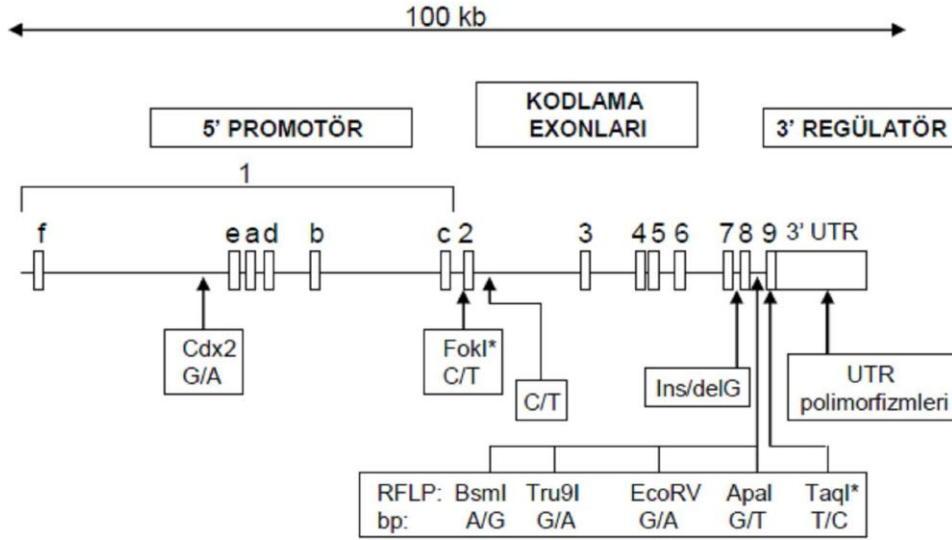 100 kb
5' PROMOTÖR
KODLAMA
EXONLARI
3' REGÜLATÖR
1
f e a d b c 2 3 4 5 6 7 8 9 3' UTR
Cdx2
G/A
FokI*
C/T
C/T
Ins/delG
UTR
polimorfizmleri
RFLP: BsmI Tru9I EcoRV ApaI TaqI*
bp: A/G G/A G/A G/T T/C